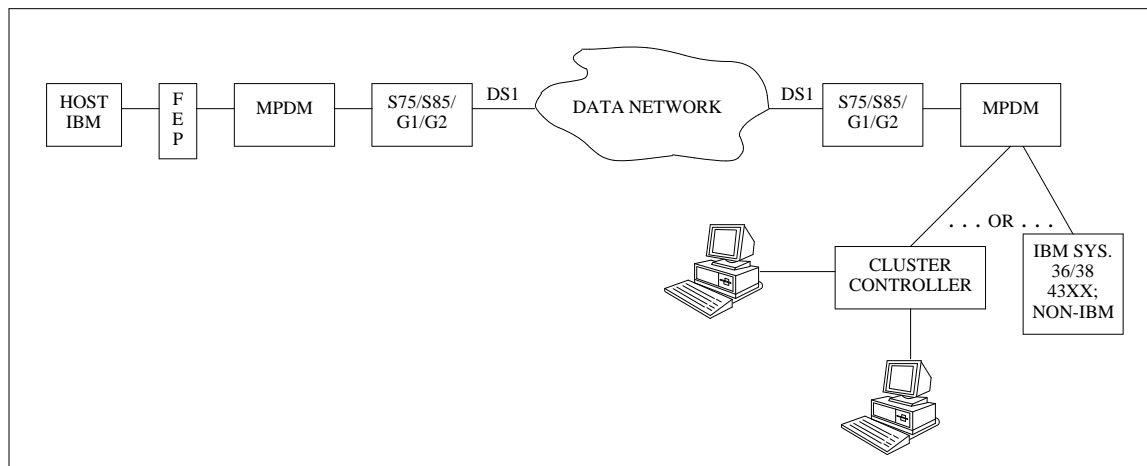 HOST
IBM
F
E
P
MPDM
S75/S85/
G1/G2
DS1
DATA NETWORK
DS1
S75/S85/
G1/G2
MPDM
. . . OR . . .
CLUSTER
CONTROLLER
IBM SYS.
36/38
43XX;
NON-IBM